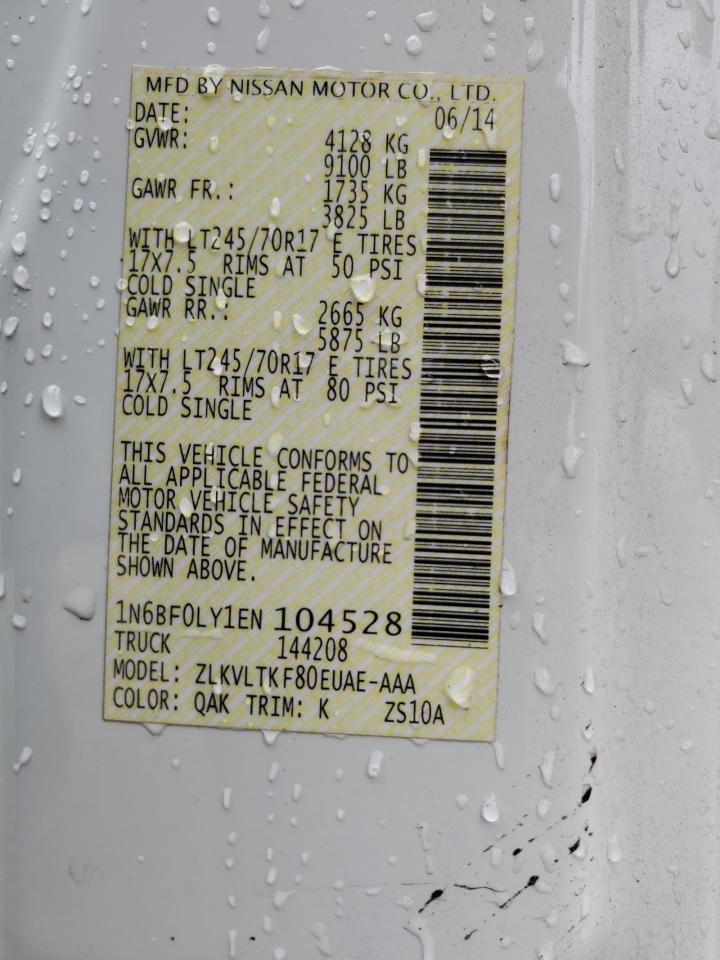 MFD BY NISSAN MOTOR CO., LTD.
DATE: 06/14
GVWR: 4128 KG
9100 LB
GAWR FR.: 1735 KG
3825 LB
WITH LT245/70R17 E TIRES
17X7.5 RIMS AT 50 PSI
COLD SINGLE
GAWR RR.: 2665 KG
5875 LB
WITH LT245/70R17 E TIRES
17X7.5 RIMS AT 80 PSI
COLD SINGLE
THIS VEHICLE CONFORMS TO
ALL APPLICABLE FEDERAL
MOTOR VEHICLE SAFETY
STANDARDS IN EFFECT ON
THE DATE OF MANUFACTURE
SHOWN ABOVE.
1N6BF0LY1EN 104528
TRUCK 144208
MODEL: ZLKVLTKF80EUAE-AAA
COLOR: QAK TRIM: K ZS10A